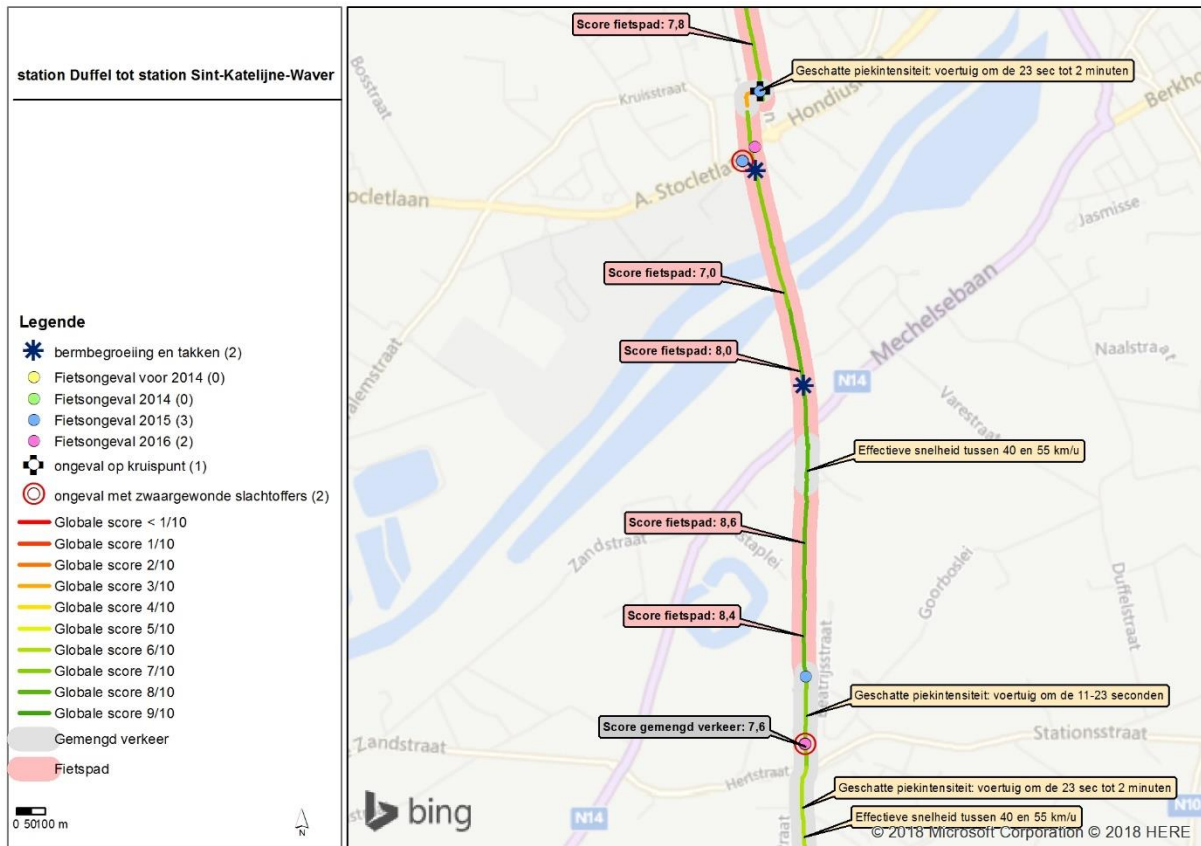 station Duffel tot station Sint-Katelijne-Waver
Legende
bermbegroeiing en takken (2)
Fietsongeval voor 2014 (0)
Fietsongeval 2014 (0)
Fietsongeval 2015 (3)
Fietsongeval 2016 (2)
ongeval op kruispunt (1)
ongeval met zwaargewonde slachtoffers (2)
Globale score < 1/10
Globale score 1/10
Globale score 2/10
Globale score 3/10
Globale score 4/10
Globale score 5/10
Globale score 6/10
Globale score 7/10
Globale score 8/10
Globale score 9/10
Gemengd verkeer
Fietspad
0 50100 m
N
Score fietspad: 7,8
Geschatte piekintensiteit: voertuig om de 23 sec tot 2 minuten
Bosstraat
Kruisstraat
Hondius
Berkh
A. Stocletla
ocletlaan
Jasmisse
Score fietspad: 7,0
Mechelsebaan
Score fietspad: 8,0
Naalstraat
N14
alemstraat
Varestraat
Effectieve snelheid tussen 40 en 55 km/u
Score fietspad: 8,6
Zandstraat
staplei
Goorboslei
Duffelstraat
Score fietspad: 8,4
Beatrijsstraat
Geschatte piekintensiteit: voertuig om de 11-23 seconden
Score gemengd verkeer: 7,6
Stationsstraat
e Zandstraat
Hertstraat
Geschatte piekintensiteit: voertuig om de 23 sec tot 2 minuten
bing
N14
N10
Effectieve snelheid tussen 40 en 55 km/u
straat
© 2018 Microsoft Corporation © 2018 HERE